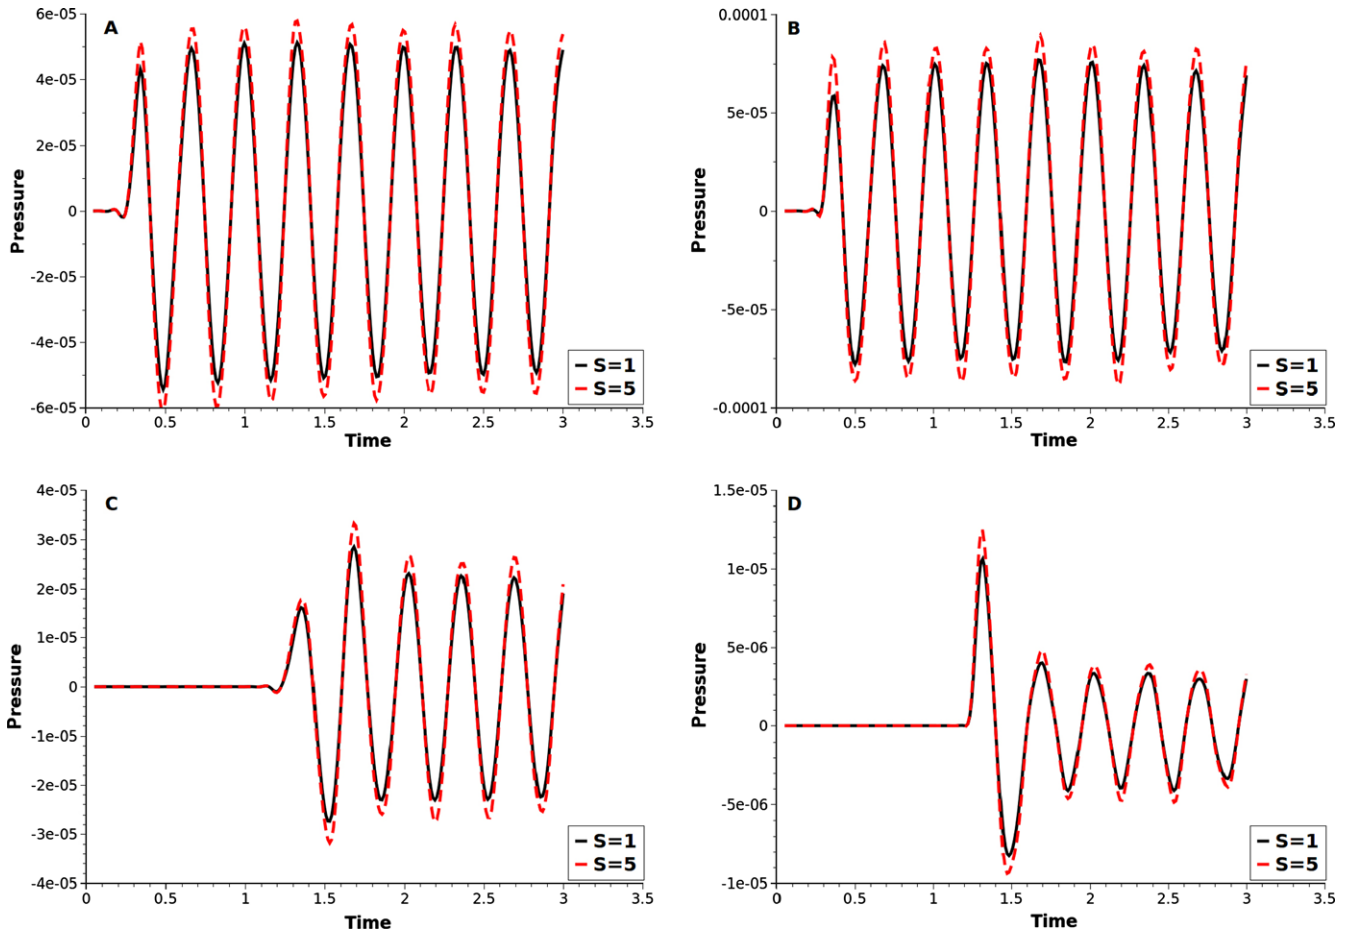 A
6e-05
4e-05
2e-05
0
-2e-05
-4e-05
-6e-05
Pressure
0 0.5 1 1.5 2 2.5 3 3.5
Time
S=1
S=5
B
0.0001
5e-05
0
-5e-05
-0.0001
Pressure
0 0.5 1 1.5 2 2.5 3 3.5
Time
S=1
S=5
C
4e-05
3e-05
2e-05
1e-05
0
-1e-05
-2e-05
-3e-05
-4e-05
Pressure
0 0.5 1 1.5 2 2.5 3 3.5
Time
S=1
S=5
D
1.5e-05
1e-05
5e-06
0
-5e-06
-1e-05
Pressure
0 0.5 1 1.5 2 2.5 3 3.5
Time
S=1
S=5